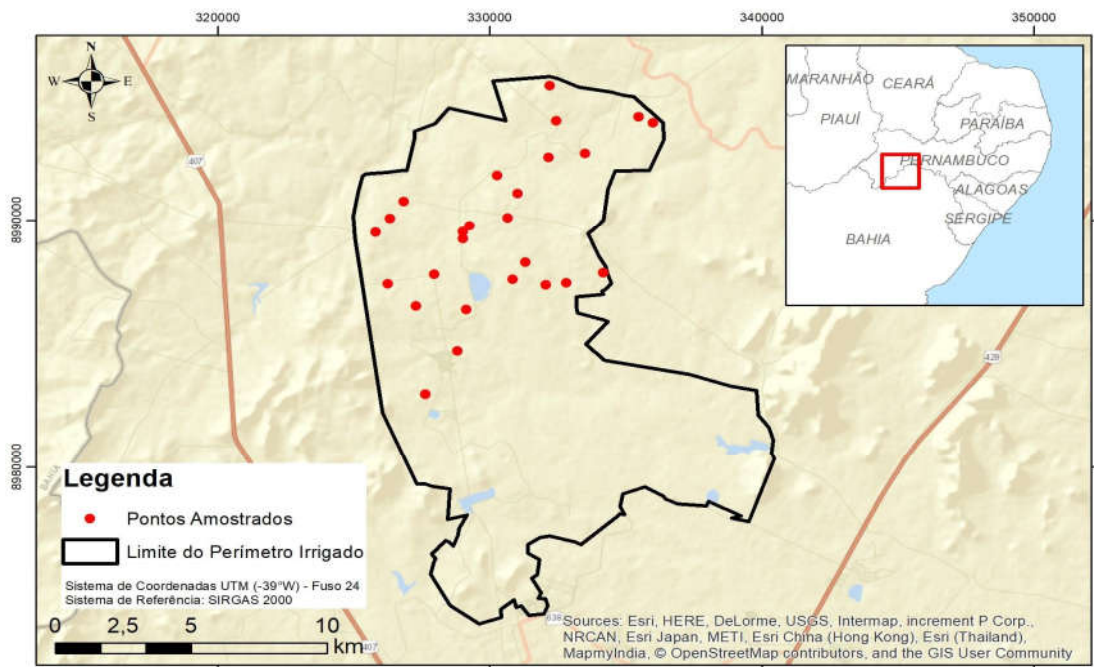 320000
330000
340000
350000
N
W
E
S
407
MARANHÃO
CEARÁ
PIAUÍ
PARAÍBA
PERNAMBUCO
ALAGOAS
SERGIPE
BAHIA
8990000
8980000
428
BAHIA
Legenda
Pontos Amostrados
Limite do Perímetro Irrigado
Sistema de Coordenadas UTM (-39°W) - Fuso 24
Sistema de Referência: SIRGAS 2000
0 2,5 5 10
km
407
638
Sources: Esri, HERE, DeLorme, USGS, Intermap, increment P Corp.,
NRCAN, Esri Japan, METI, Esri China (Hong Kong), Esri (Thailand),
MapmyIndia, © OpenStreetMap contributors, and the GIS User Community